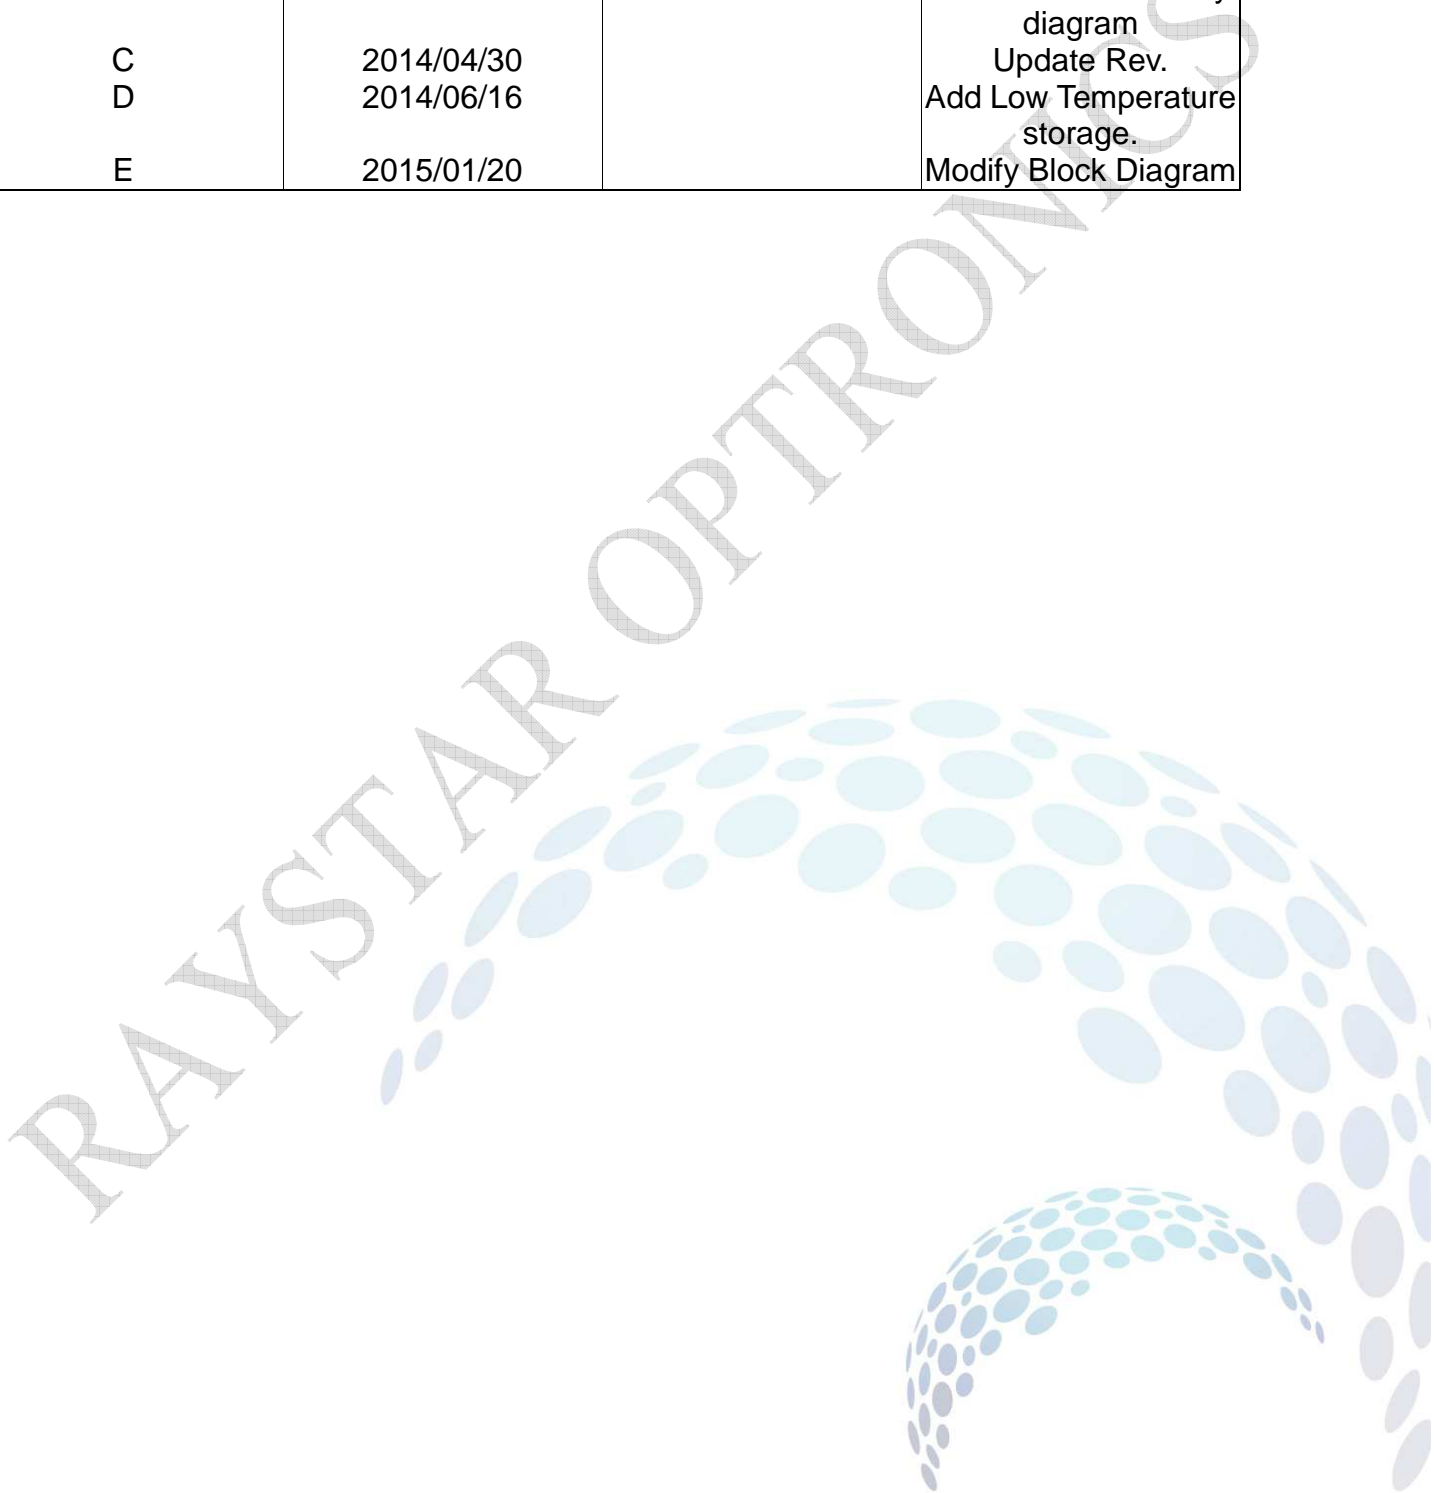 diagram
C 2014/04/30 Update Rev.
D 2014/06/16 Add Low Temperature
storage.
E 2015/01/20 Modify Block Diagram
RAYSTAR OPTRONICS